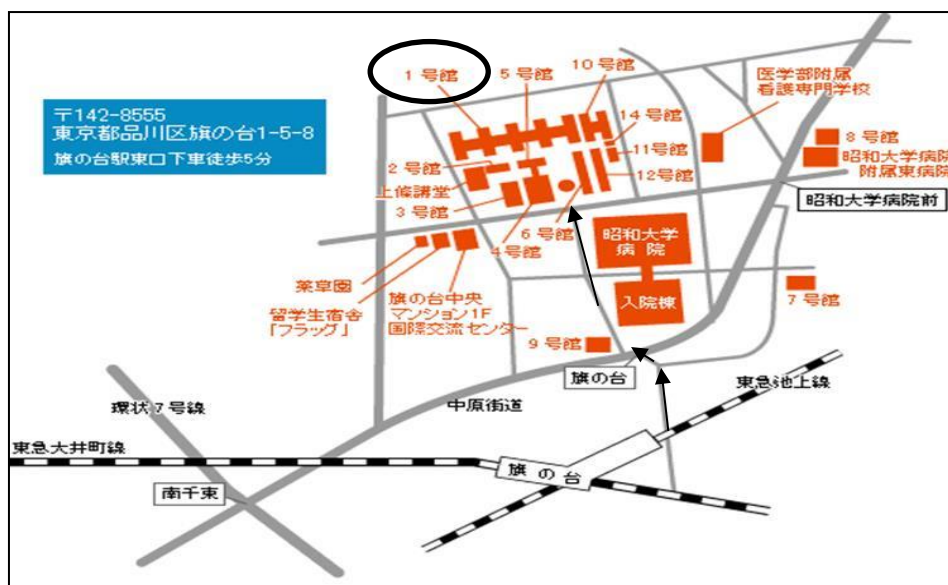 〒142-8555
東京都品川区旗の台1-5-8
旗の台駅東口下車徒歩5分
1号館
5号館
10号館
14号館
11号館
12号館
2号館
上條講堂
3号館
4号館
6号館
医学部附属
看護専門学校
8号館
昭和大学病院
附属東病院
昭和大学病院前
昭和大学
病院
入院棟
7号館
薬草園
留学生宿舎
「フラッグ」
旗の台中央
マンション1F
国際交流センター
9号館
旗の台
東急池上線
環状7号線
中原街道
東急大井町線
旗の台
南千束